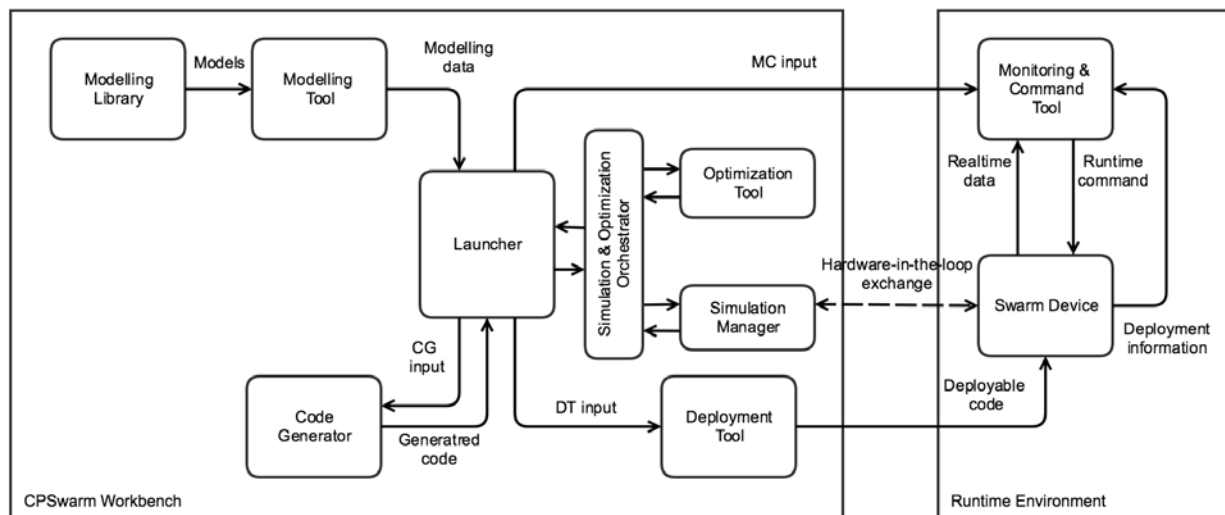 Modelling
Library
Models
Modelling
Tool
Modelling
data
MC input
Monitoring &
Command
Tool
Realtime
data
Runtime
command
Launcher
Simulation & Optimization
Orchestrator
Optimization
Tool
Simulation
Manager
Hardware-in-the-loop
exchange
Swarm Device
Deployment
information
CG
input
Code
Generator
Generatred
code
DT input
Deployment
Tool
Deployable
code
CPSwarm Workbench
Runtime Environment